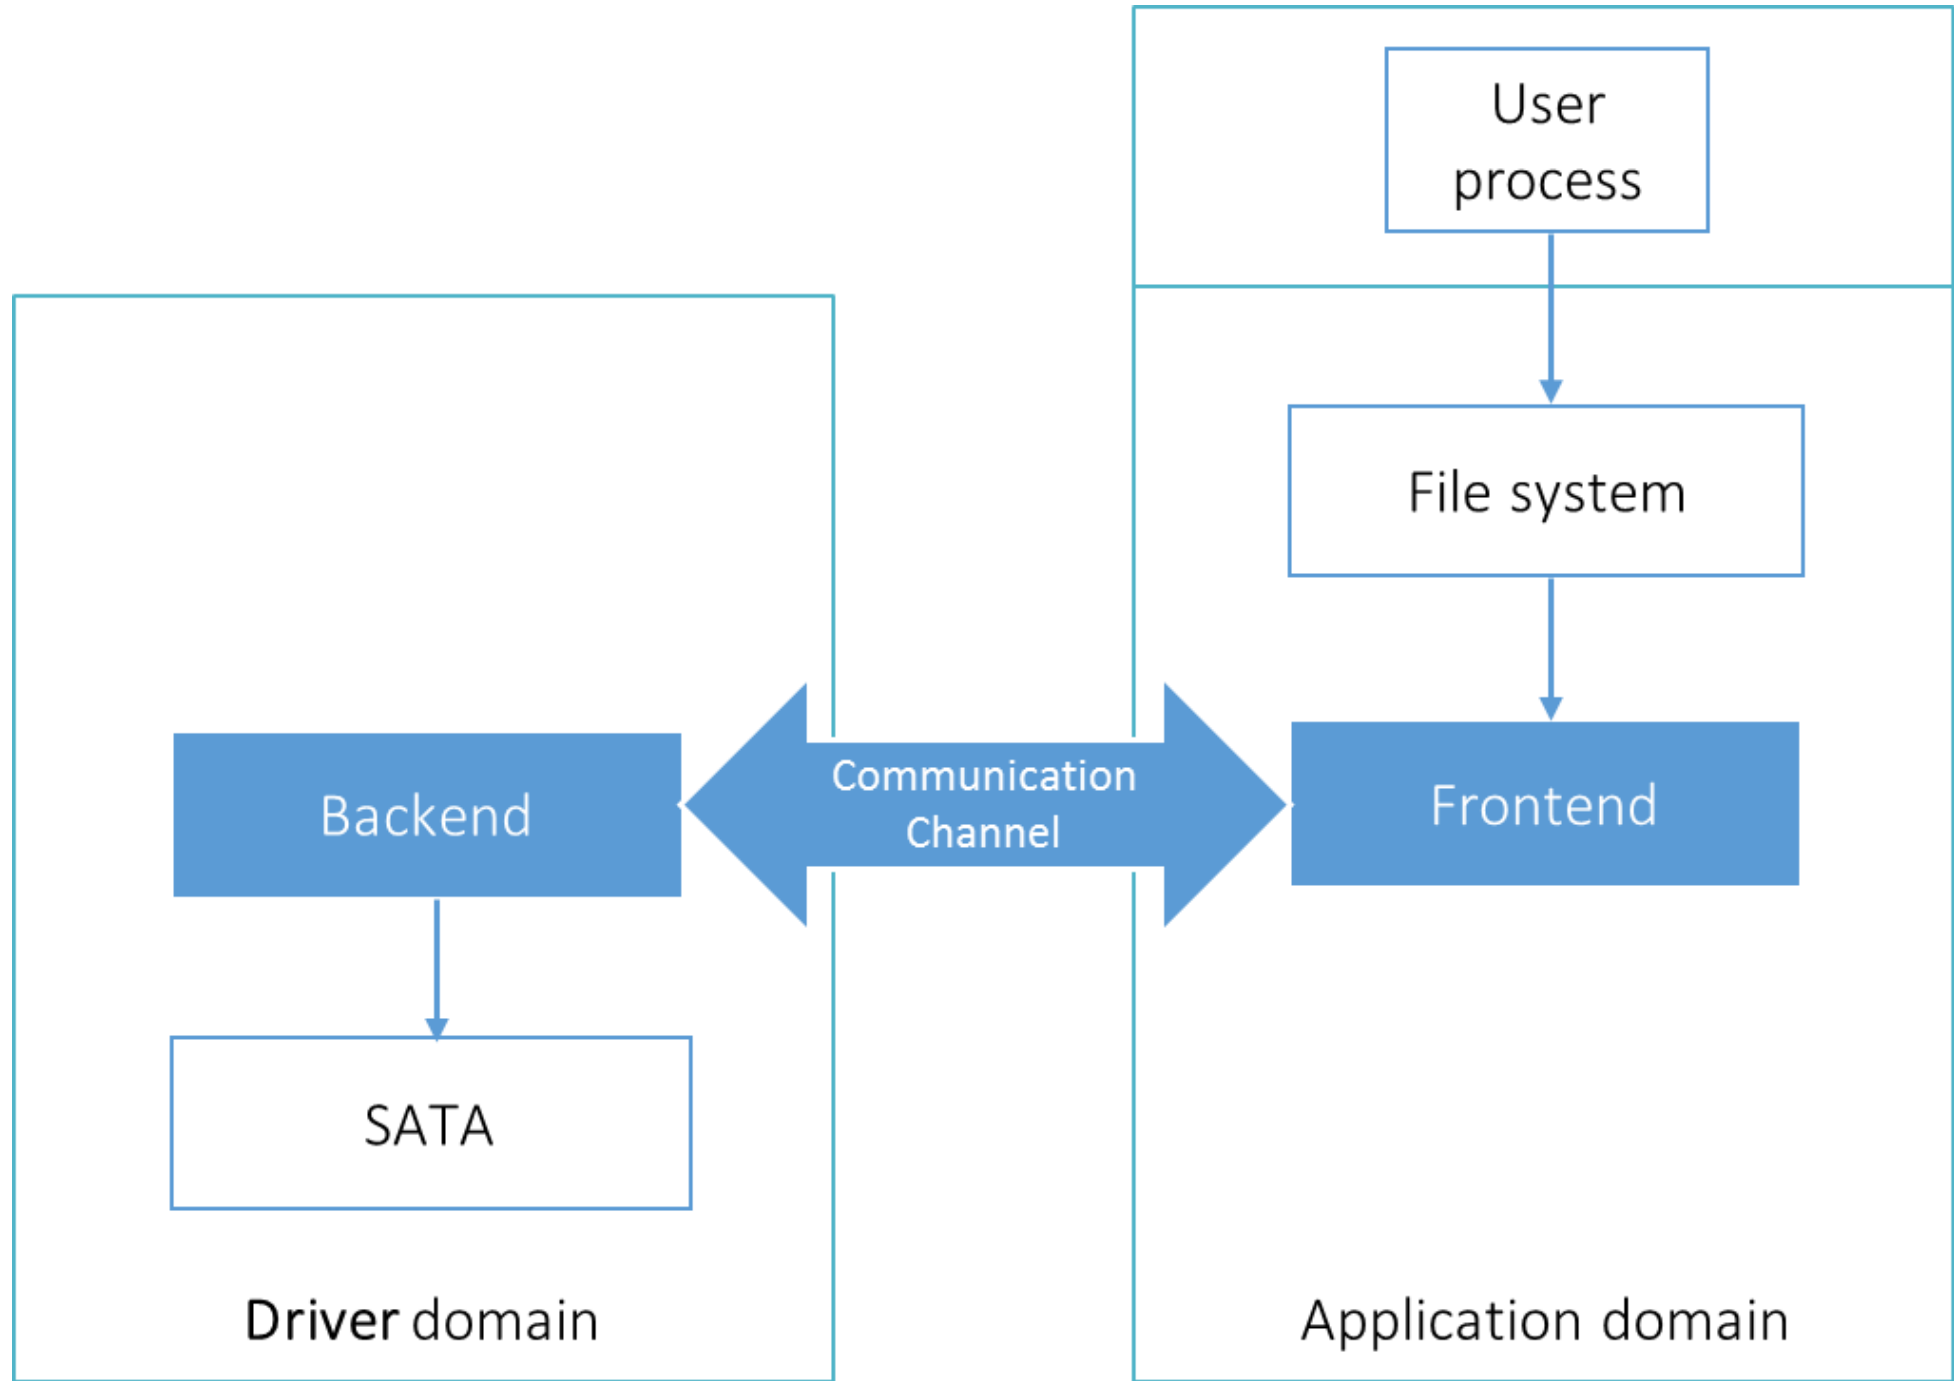 User
process
File system
Communication
Channel
Backend
Frontend
SATA
Driver domain
Application domain